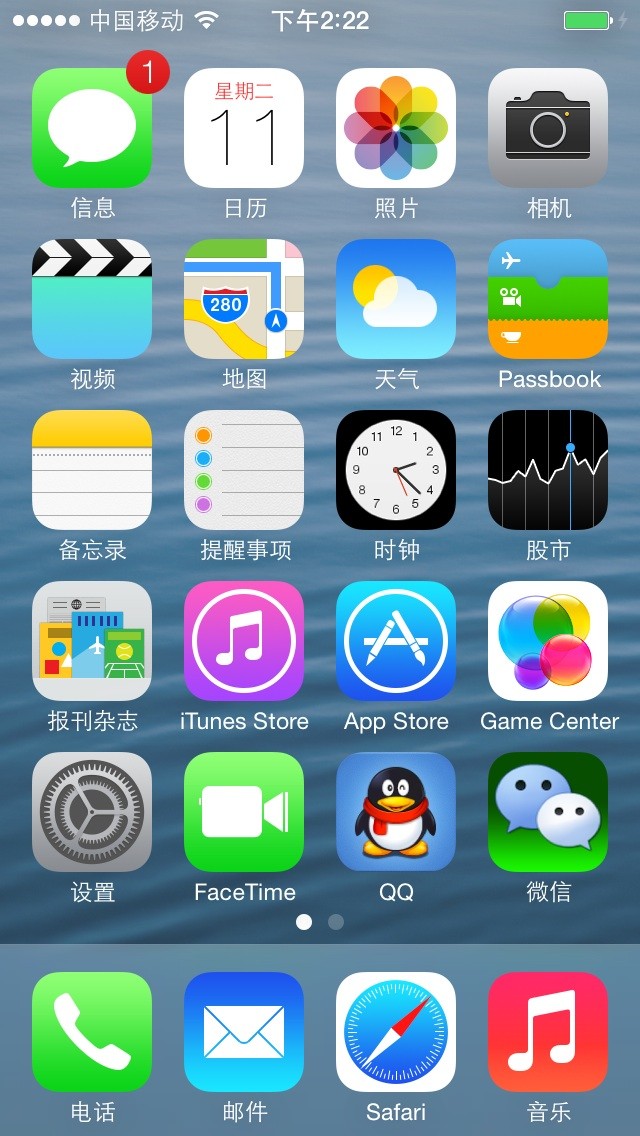 中国移动 下午2:22
1
星期二
11
信息 日历 照片 相机
280
视频 地图 天气 Passbook
12
11 1
10 2
9 3
8 4
7 5
6
备忘录 提醒事项 时钟 股市
报刊杂志 iTunes Store App Store Game Center
设置 FaceTime QQ 微信
电话 邮件 Safari 音乐